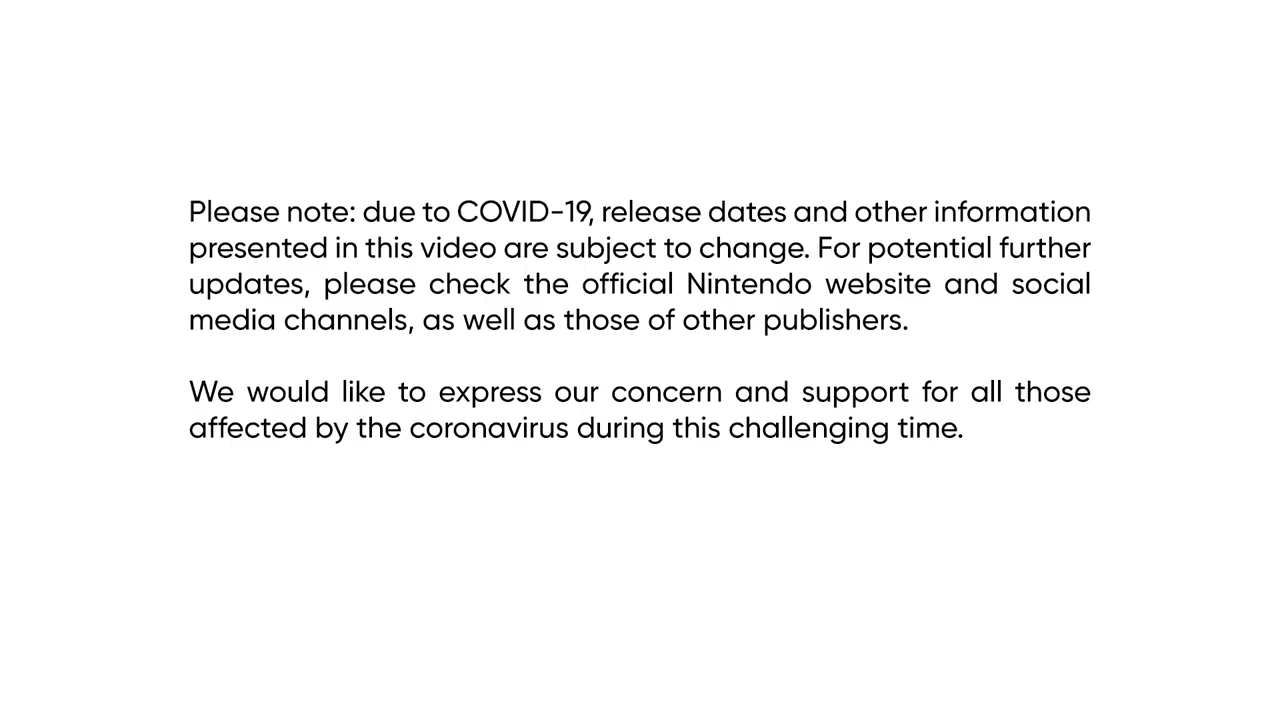 Please note: due to COVID-19, release dates and other information
presented in this video are subject to change. For potential further
updates, please check the official Nintendo website and social
media channels, as well as those of other publishers.
We would like to express our concern and support for all those
affected by the coronavirus during this challenging time.